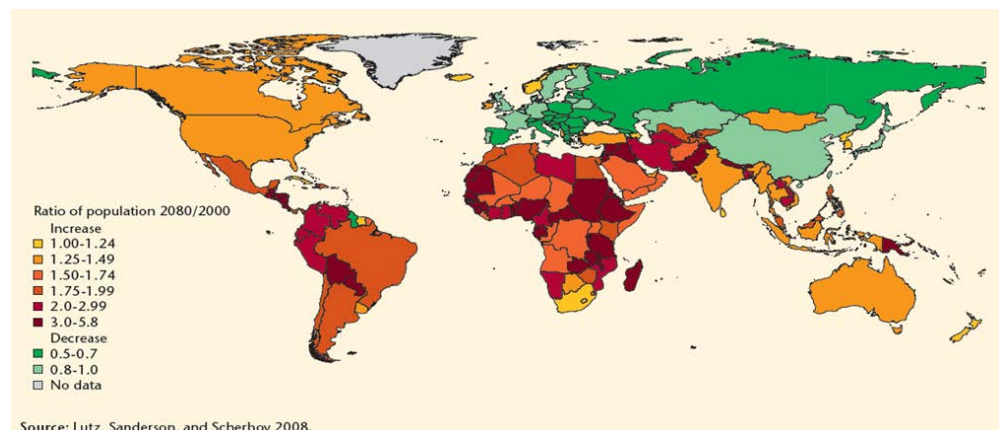 Ratio of population 2080/2000
Increase
1.00-1.24
1.25-1.49
1.50-1.74
1.75-1.99
2.0-2.99
3.0-5.8
Decrease
0.5-0.7
0.8-1.0
No data
Source: Lutz, Sanderson, and Scherbov 2008.